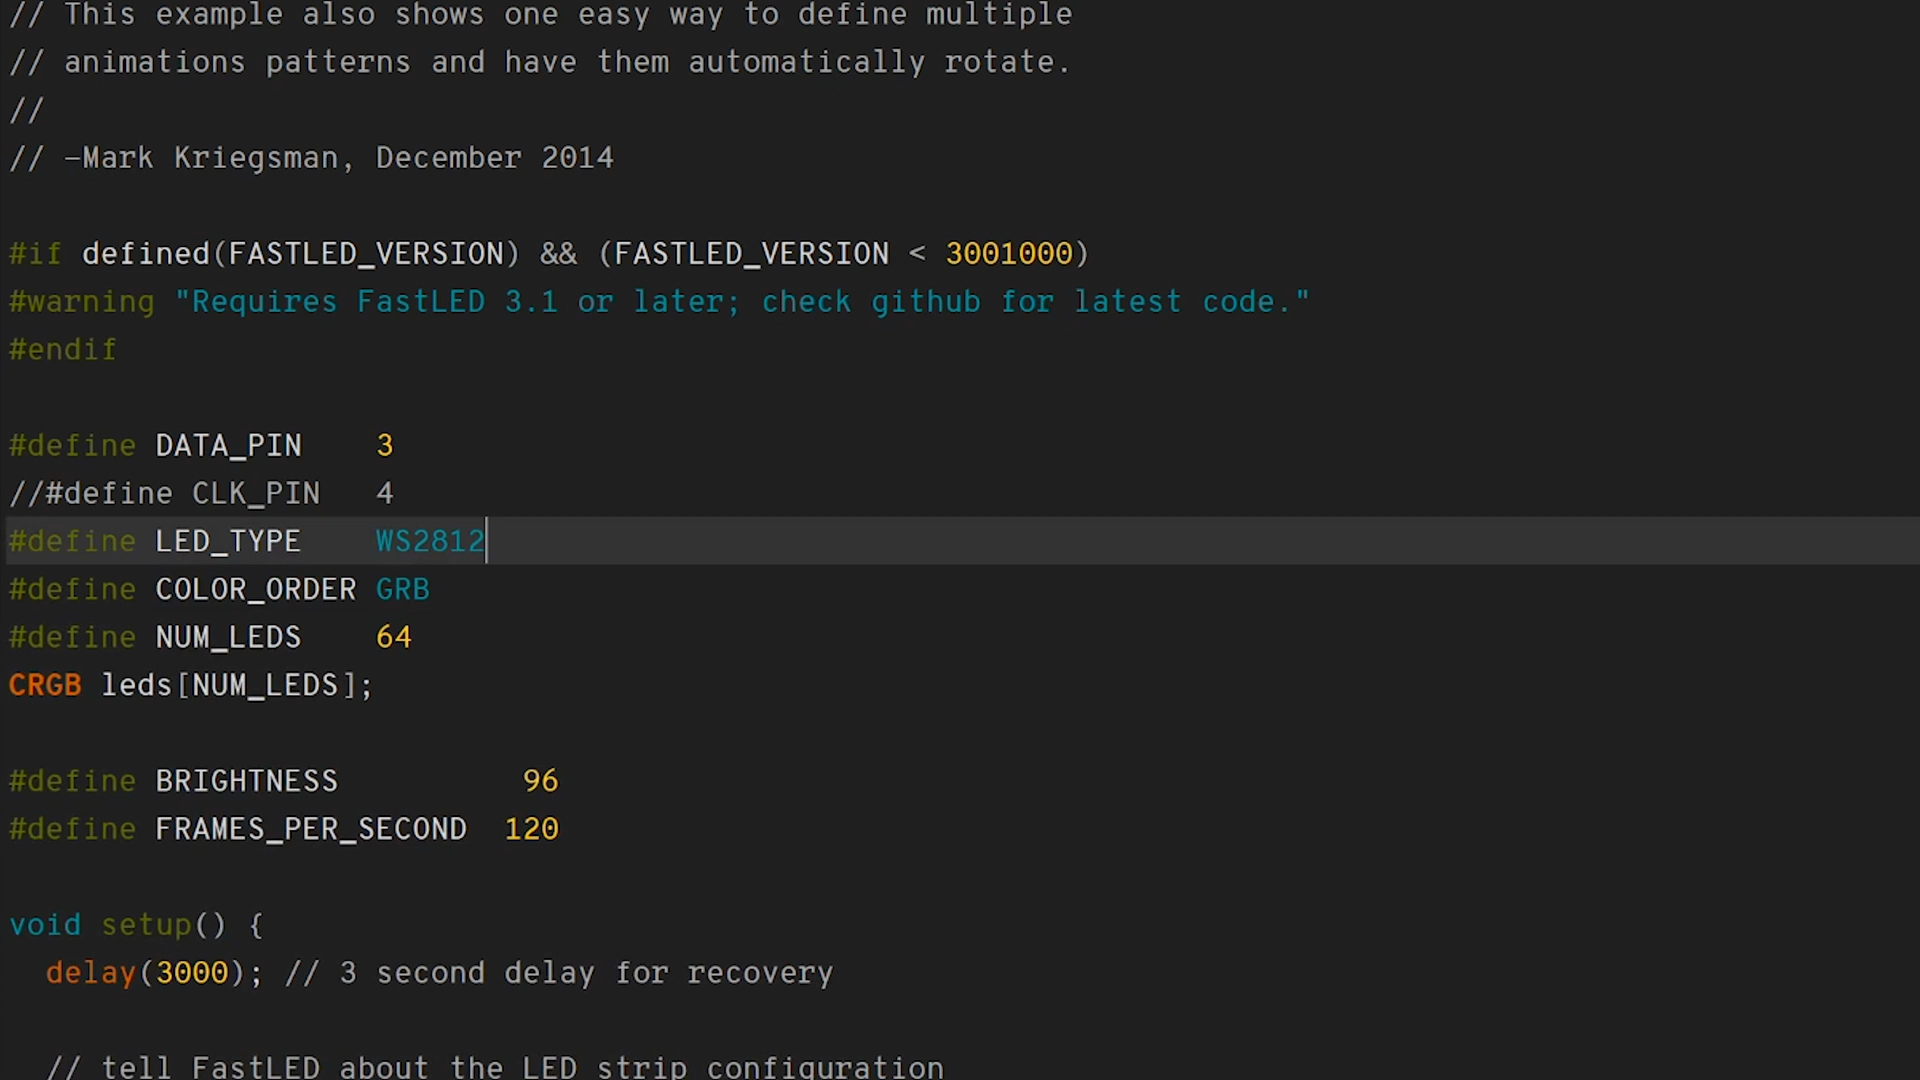 // This example also shows one easy way to define multiple
// animations patterns and have them automatically rotate.
//
// -Mark Kriegsman, December 2014
#if defined(FASTLED_VERSION) && (FASTLED_VERSION < 3001000)
#warning "Requires FastLED 3.1 or later; check github for latest code."
#endif
#define DATA_PIN    3
//#define CLK_PIN   4
#define LED_TYPE    WS2812
#define COLOR_ORDER GRB
#define NUM_LEDS    64
CRGB leds[NUM_LEDS];
#define BRIGHTNESS          96
#define FRAMES_PER_SECOND  120
void setup() {
  delay(3000); // 3 second delay for recovery
  // tell FastLED about the LED strip configuration